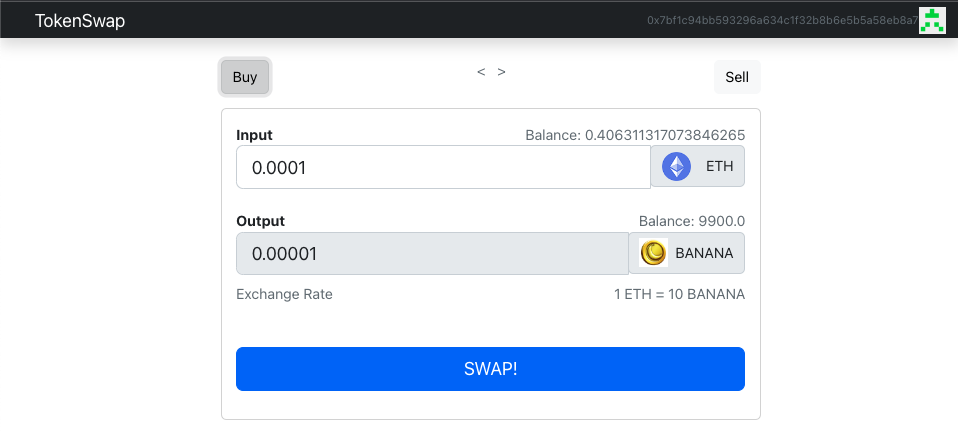 TokenSwap
0x7bf1c94bb593296a634c1f32b8b6e5b5a58eb8a7
Buy
< >
Sell
Input
Balance: 0.406311317073846265
0.0001
ETH
Output
Balance: 9900.0
0.00001
BANANA
Exchange Rate
1 ETH = 10 BANANA
SWAP!